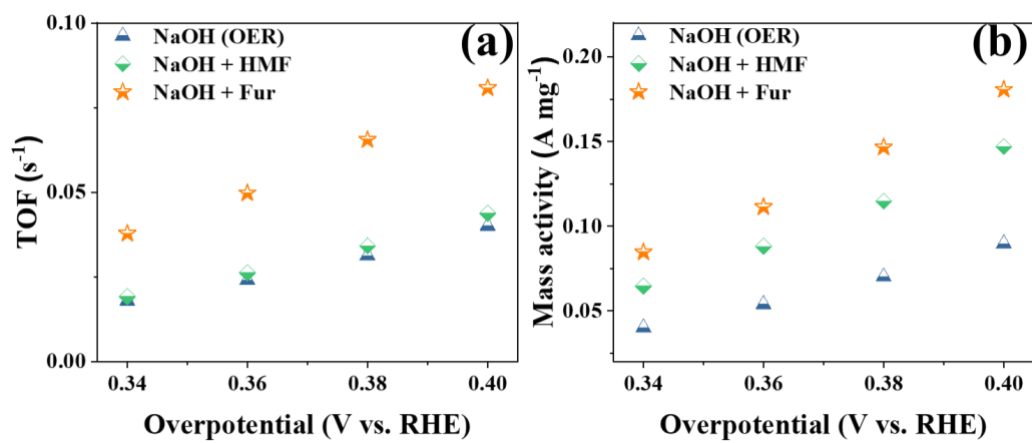 (a)
NaOH (OER)
NaOH + HMF
NaOH + Fur
TOF (s⁻¹)
0.10
0.05
0.00
0.34 0.36 0.38 0.40
Overpotential (V vs. RHE)
(b)
NaOH (OER)
NaOH + HMF
NaOH + Fur
Mass activity (A mg⁻¹)
0.20
0.15
0.10
0.05
0.34 0.36 0.38 0.40
Overpotential (V vs. RHE)